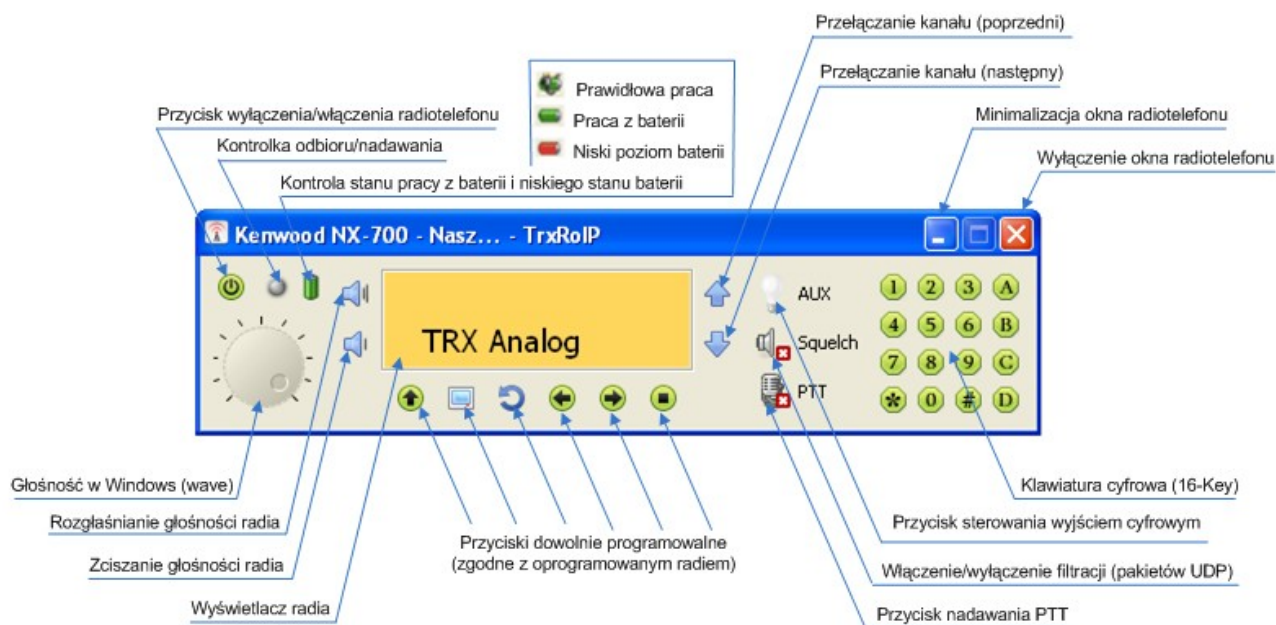 Przełączanie kanału (poprzedni)
Przełączanie kanału (następny)
Prawidłowa praca
Praca z baterii
Niski poziom baterii
Przycisk wyłączenia/włączenia radiotelefonu
Minimalizacja okna radiotelefonu
Kontrolka odbioru/nadawania
Wyłączenie okna radiotelefonu
Kontrola stanu pracy z baterii i niskiego stanu baterii
Kenwood NX-700 - Nasz... - TrxRoIP
TRX Analog
AUX
Squelch
PTT
1 2 3 A
4 5 6 B
7 8 9 C
* 0 # D
Głośność w Windows (wave)
Rozgłaśnianie głośności radia
Zciszanie głośności radia
Wyświetlacz radia
Przyciski dowolnie programowalne
(zgodne z oprogramowanym radiem)
Klawiatura cyfrowa (16-Key)
Przycisk sterowania wyjściem cyfrowym
Włączenie/wyłączenie filtracji (pakietów UDP)
Przycisk nadawania PTT